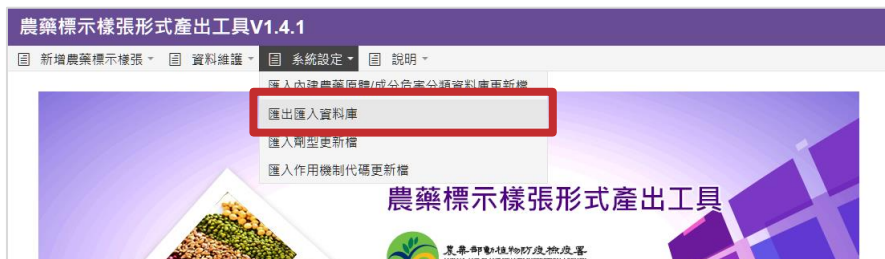 農藥標示樣張形式產出工具V1.4.1
新增農藥標示樣張 資料維護 系統設定 說明
匯入內建農藥原體/成分危害分類資料庫更新檔
匯出匯入資料庫
匯入劑型更新檔
匯入作用機制代碼更新檔
農藥標示樣張形式產出工具
農業部動植物防疫檢疫署